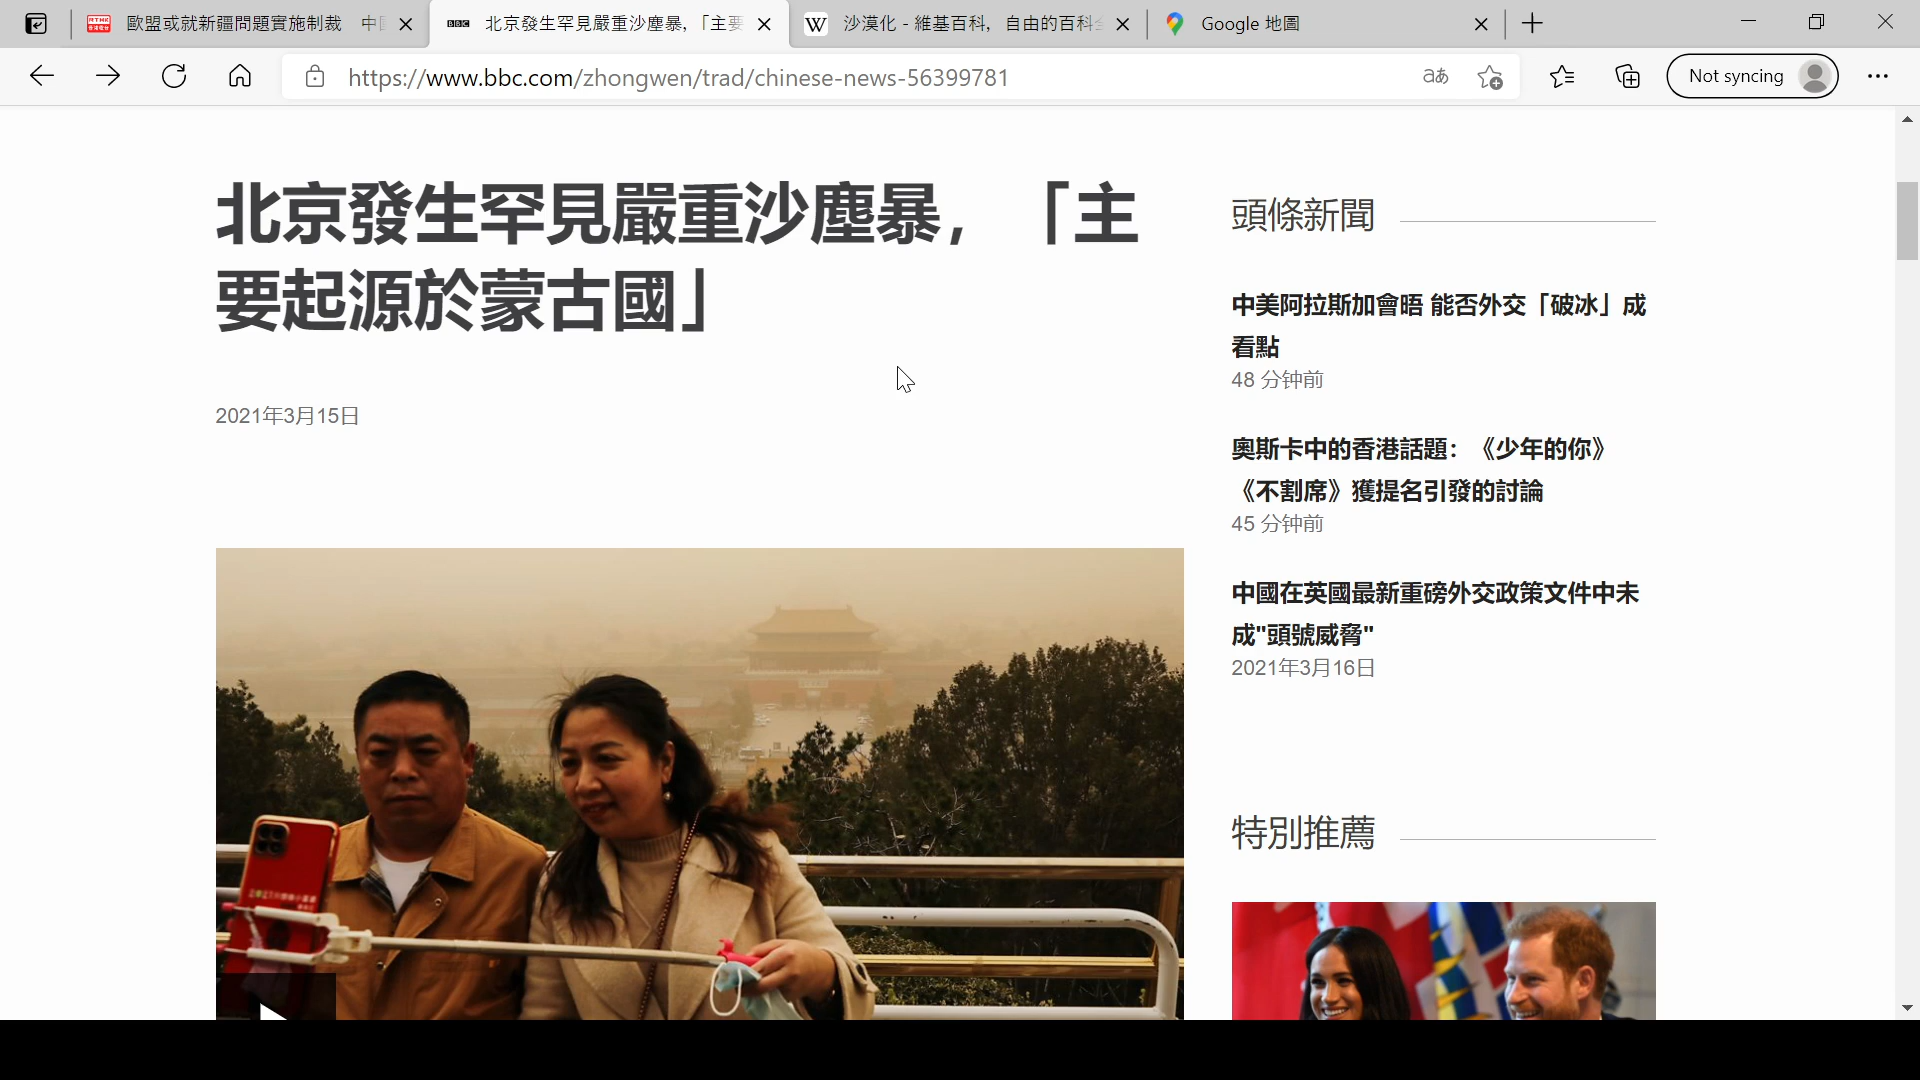 歐盟或就新疆問題實施制裁 中
北京發生罕見嚴重沙塵暴，「主要
沙漠化 - 維基百科，自由的百科
Google 地圖
https://www.bbc.com/zhongwen/trad/chinese-news-56399781
aあ
Not syncing
北京發生罕見嚴重沙塵暴，「主
要起源於蒙古國」
2021年3月15日
頭條新聞
中美阿拉斯加會晤 能否外交「破冰」成
看點
48 分钟前
奧斯卡中的香港話題：《少年的你》
《不割席》獲提名引發的討論
45 分钟前
中國在英國最新重磅外交政策文件中未
成"頭號威脅"
2021年3月16日
特別推薦